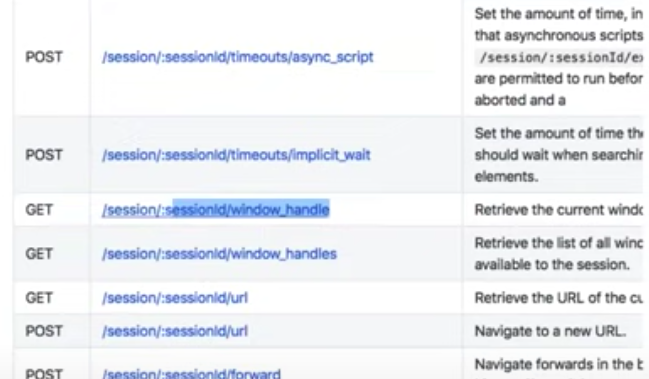 Set the amount of time, in
that asynchronous scripts
POST /session/:sessionId/timeouts/async_script /session/:sessionId/ex
are permitted to run befor
aborted and a
Set the amount of time the
POST /session/:sessionId/timeouts/implicit_wait should wait when searchin
elements.
GET /session/:sessionId/window_handle Retrieve the current windo
Retrieve the list of all wind
GET /session/:sessionId/window_handles
available to the session.
GET /session/:sessionId/url Retrieve the URL of the cu
POST /session/:sessionId/url Navigate to a new URL.
Navigate forwards in the b
POST /session/:sessionId/forward